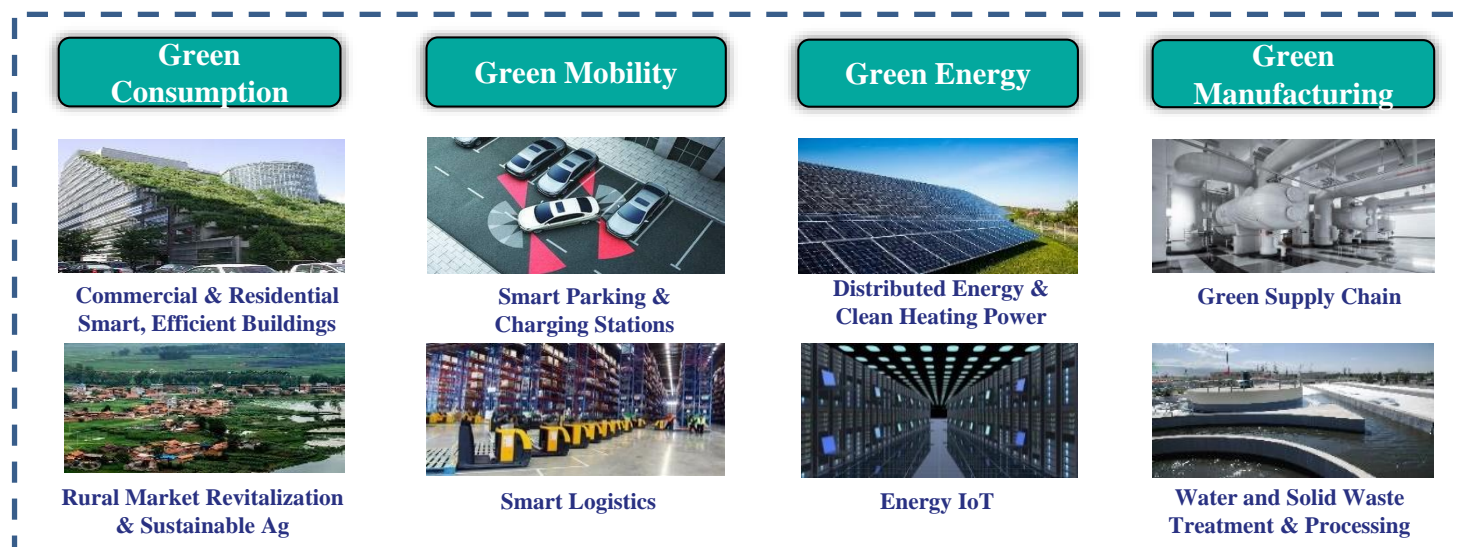 Green
Consumption
Green Mobility
Green Energy
Green
Manufacturing
Commercial & Residential
Smart, Efficient Buildings
Smart Parking &
Charging Stations
Distributed Energy &
Clean Heating Power
Green Supply Chain
Rural Market Revitalization
& Sustainable Ag
Smart Logistics
Energy IoT
Water and Solid Waste
Treatment & Processing